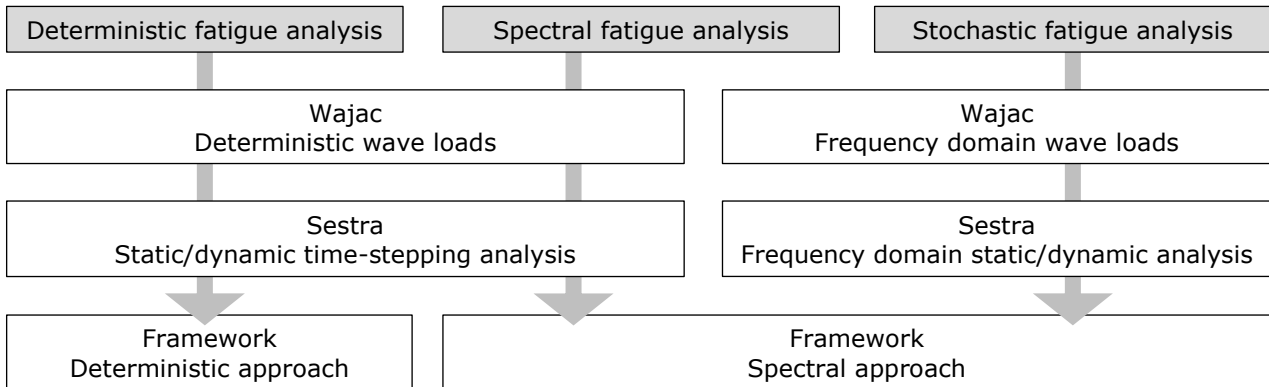 Deterministic fatigue analysis
Spectral fatigue analysis
Stochastic fatigue analysis
Wajac
Deterministic wave loads
Wajac
Frequency domain wave loads
Sestra
Static/dynamic time-stepping analysis
Sestra
Frequency domain static/dynamic analysis
Framework
Deterministic approach
Framework
Spectral approach